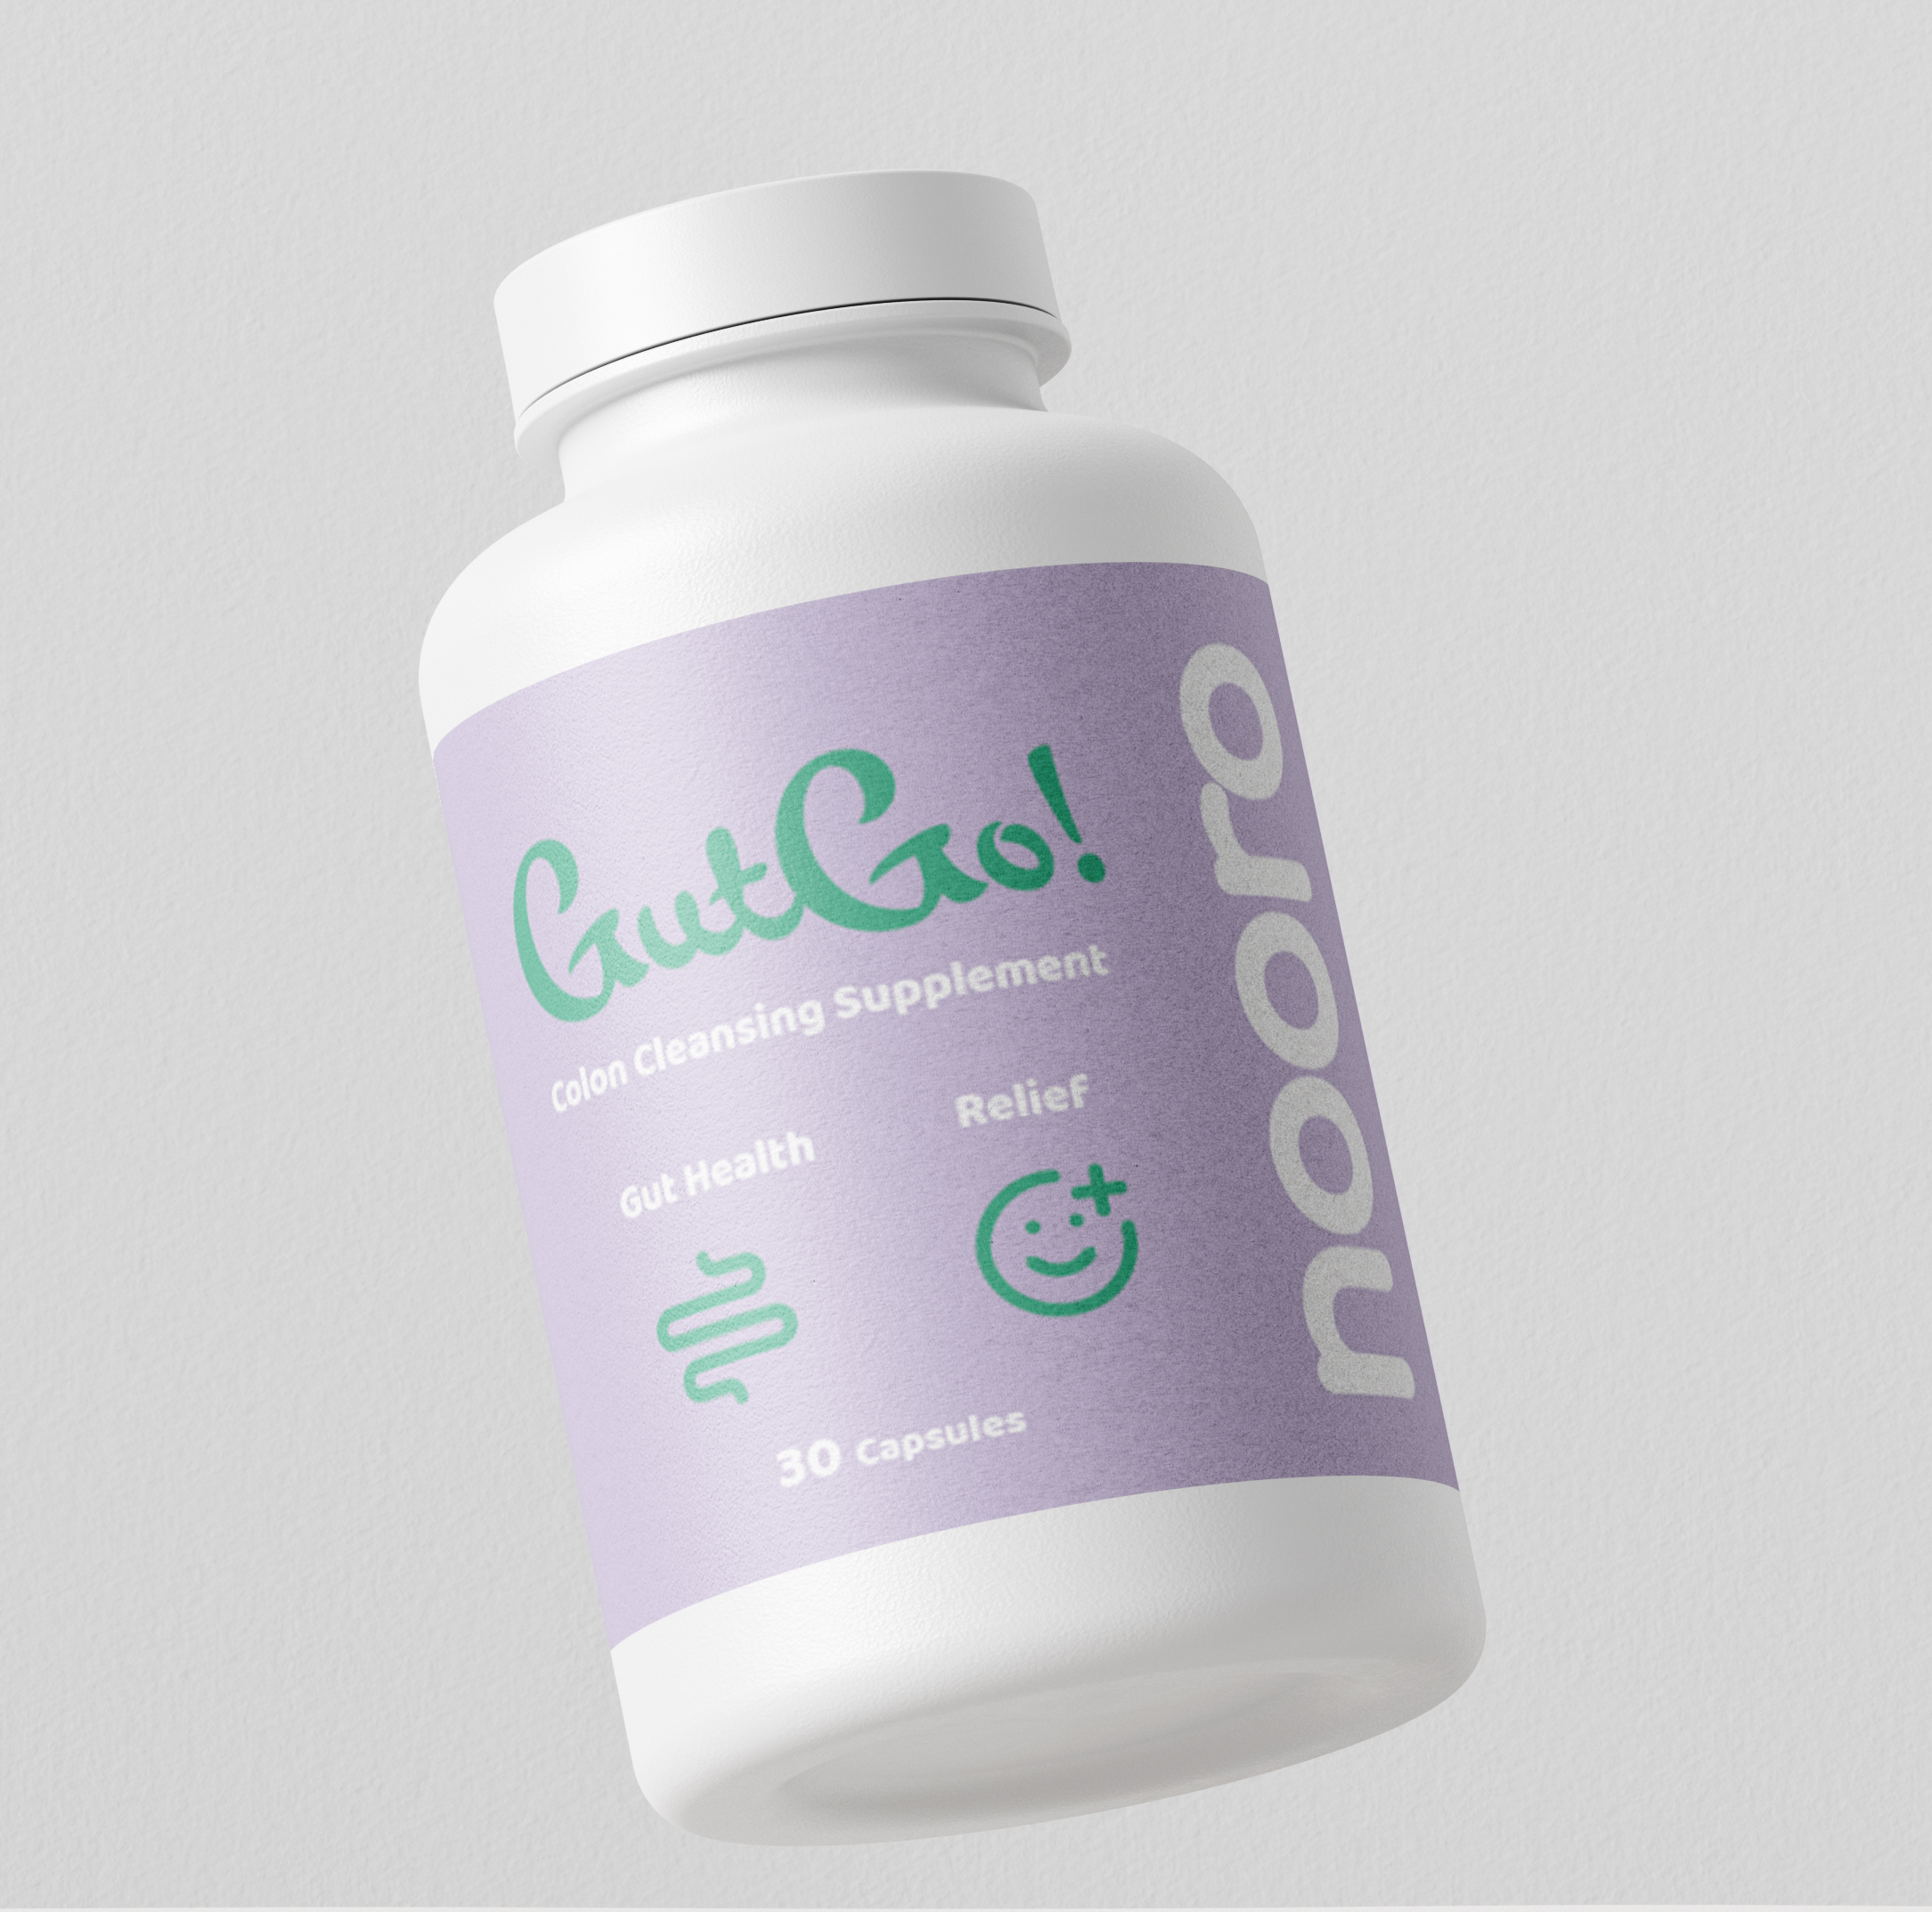 GutGo!
Colon Cleansing Supplement
Gut Health
Relief
30 Capsules
nooro